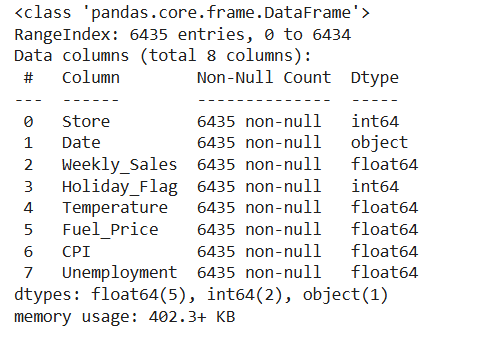 <class 'pandas.core.frame.DataFrame'>
RangeIndex: 6435 entries, 0 to 6434
Data columns (total 8 columns):
 #   Column        Non-Null Count  Dtype
---  ------        --------------  -----
 0   Store         6435 non-null   int64
 1   Date          6435 non-null   object
 2   Weekly_Sales  6435 non-null   float64
 3   Holiday_Flag  6435 non-null   int64
 4   Temperature   6435 non-null   float64
 5   Fuel_Price    6435 non-null   float64
 6   CPI           6435 non-null   float64
 7   Unemployment  6435 non-null   float64
dtypes: float64(5), int64(2), object(1)
memory usage: 402.3+ KB